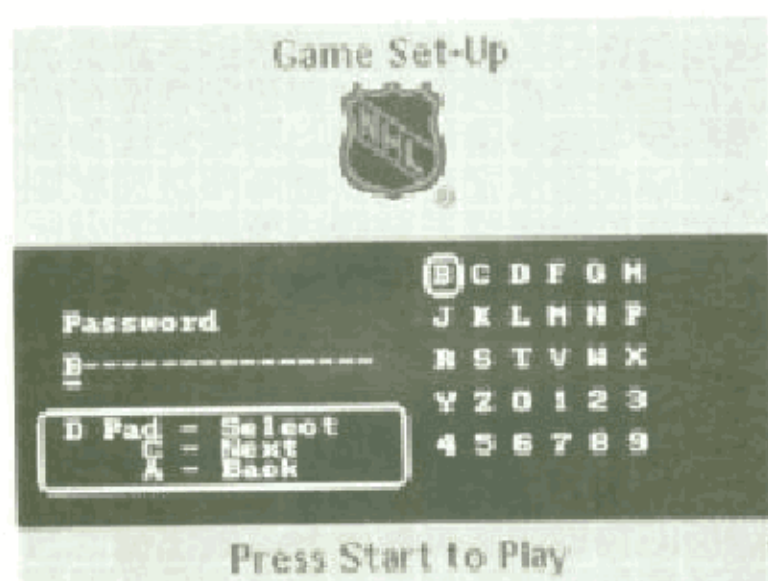 Game Set-Up
NHL
®
B C D F G H
J K L M N P
R S T V W X
Y Z 0 1 2 3
4 5 6 7 8 9
Password
B---------------
D Pad - Select
C - Next
A - Back
Press Start to Play